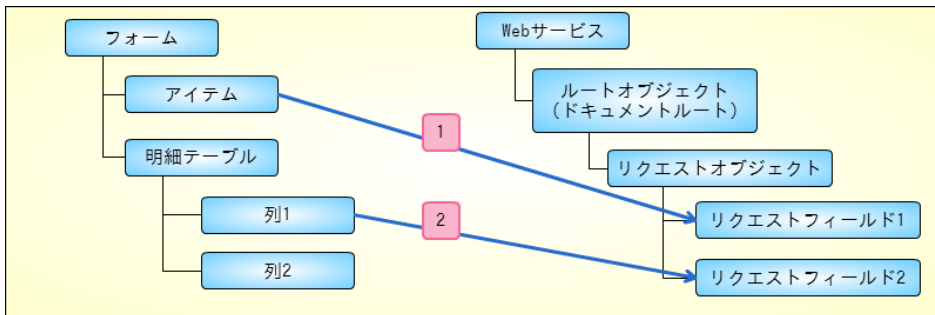 フォーム
アイテム
明細テーブル
列1
列2
1
2
Webサービス
ルートオブジェクト
(ドキュメントルート)
リクエストオブジェクト
リクエストフィールド1
リクエストフィールド2